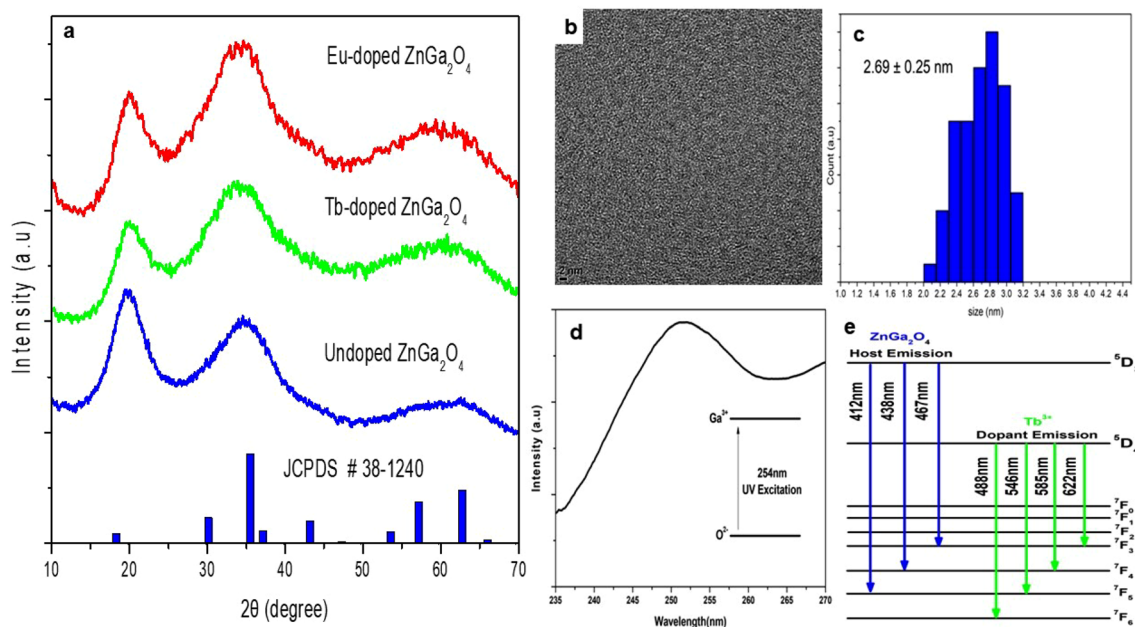 a
Eu-doped ZnGa₂O₄
Tb-doped ZnGa₂O₄
Undoped ZnGa₂O₄
JCPDS # 38-1240
Intensity (a.u)
10 20 30 40 50 60 70
2θ (degree)
b
2 nm
c
2.69 ± 0.25 nm
Count (a.u)
1.0 1.2 1.4 1.6 1.8 2.0 2.2 2.4 2.6 2.8 3.0 3.2 3.4 3.6 3.8 4.0 4.2 4.4
size (nm)
d
Ga³⁺
254nm
UV Excitation
O²⁻
Intensity (a.u)
235 240 245 250 255 260 265 270
Wavelength(nm)
e
ZnGa₂O₄
Host Emission
⁵D
412nm
438nm
467nm
Tb³⁺
Dopant Emission
⁵D
488nm
546nm
585nm
622nm
⁷F₀
⁷F₁
⁷F₂
⁷F₃
⁷F₄
⁷F₅
⁷F₆